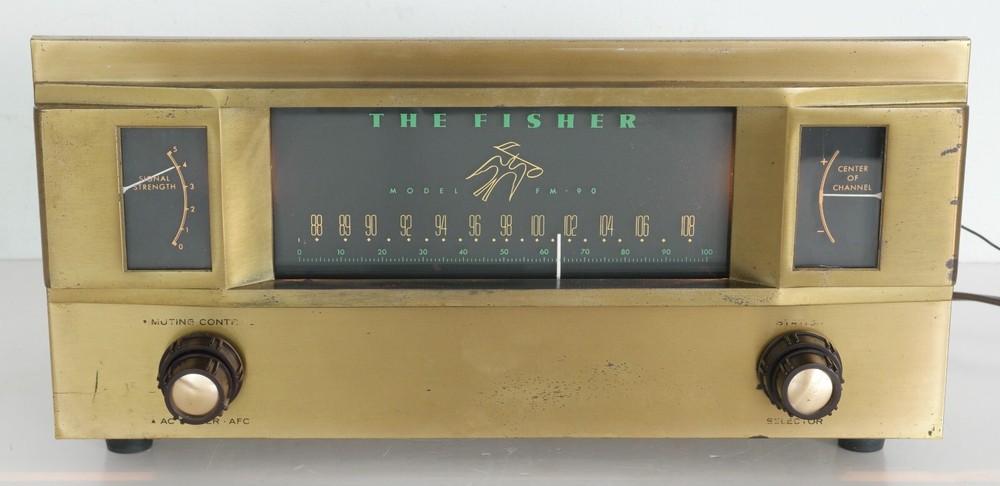 THE FISHER
MODEL FM-90
88 89 90 92 94 96 98 100 102 104 106 108
0 10 20 30 40 50 60 70 80 90 100
5
4
SIGNAL
STRENGTH
3
2
1
0
+
CENTER
OF
CHANNEL
-
• MUTING
▲ AC · AFC
SELECTOR